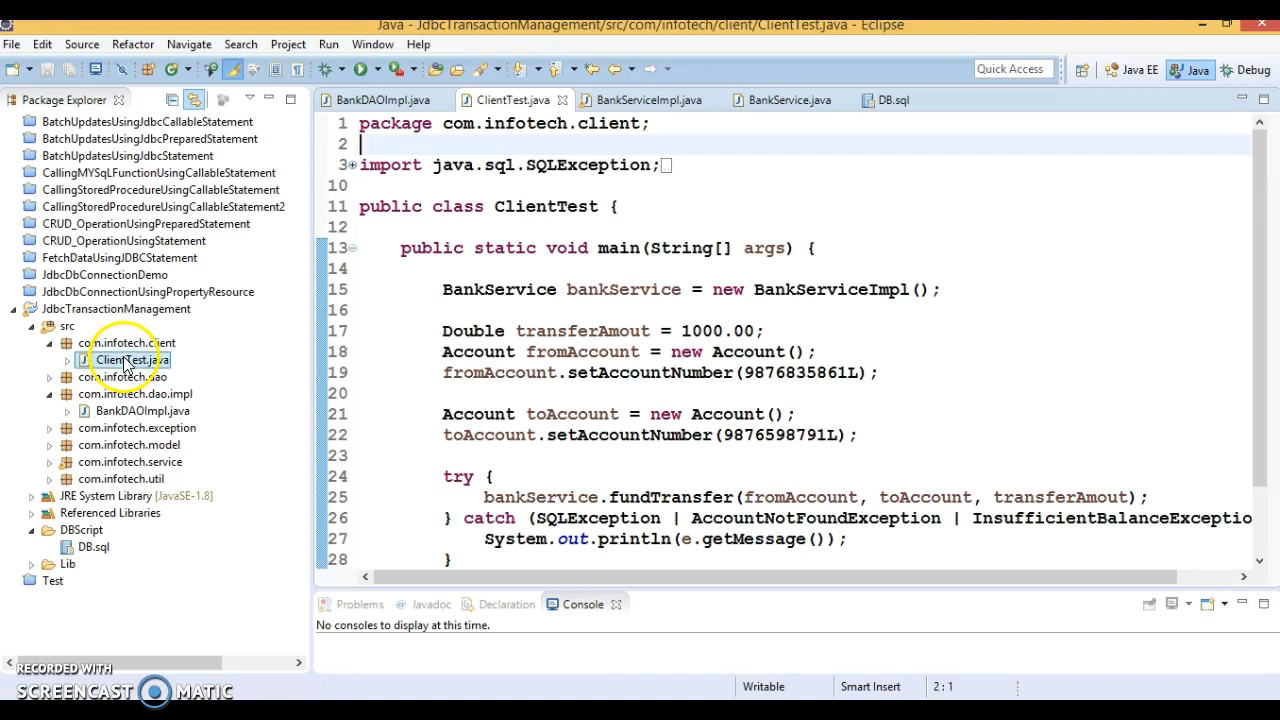 Java - JdbcTransactionManagement/src/com/infotech/client/ClientTest.java - Eclipse
File Edit Source Refactor Navigate Search Project Run Window Help
Quick Access Java EE Java Debug
Package Explorer
BatchUpdatesUsingJdbcCallableStatement
BatchUpdatesUsingJdbcPreparedStatement
BatchUpdatesUsingJdbcStatement
CallingMYSqlFunctionUsingCallableStatement
CallingStoredProcedureUsingCallableStatement
CallingStoredProcedureUsingCallableStatement2
CRUD_OperationUsingPreparedStatement
CRUD_OperationUsingStatement
FetchDataUsingJDBCStatement
JdbcDbConnectionDemo
JdbcDbConnectionUsingPropertyResource
JdbcTransactionManagement
src
com.infotech.client
ClientTest.java
com.infotech.dao
com.infotech.dao.impl
BankDAOImpl.java
com.infotech.exception
com.infotech.model
com.infotech.service
com.infotech.util
JRE System Library [JavaSE-1.8]
Referenced Libraries
DBScript
DB.sql
Lib
Test
BankDAOImpl.java ClientTest.java BankServiceImpl.java BankService.java DB.sql
1 package com.infotech.client;
2
3 import java.sql.SQLException;
10
11 public class ClientTest {
12
13 public static void main(String[] args) {
14
15 BankService bankService = new BankServiceImpl();
16
17 Double transferAmout = 1000.00;
18 Account fromAccount = new Account();
19 fromAccount.setAccountNumber(9876835861L);
20
21 Account toAccount = new Account();
22 toAccount.setAccountNumber(9876598791L);
23
24 try {
25 bankService.fundTransfer(fromAccount, toAccount, transferAmout);
26 } catch (SQLException | AccountNotFoundException | InsufficientBalanceExceptio
27 System.out.println(e.getMessage());
28 }
Problems Javadoc Declaration Console
No consoles to display at this time.
Writable Smart Insert 2 : 1
RECORDED WITH
SCREENCAST MATIC